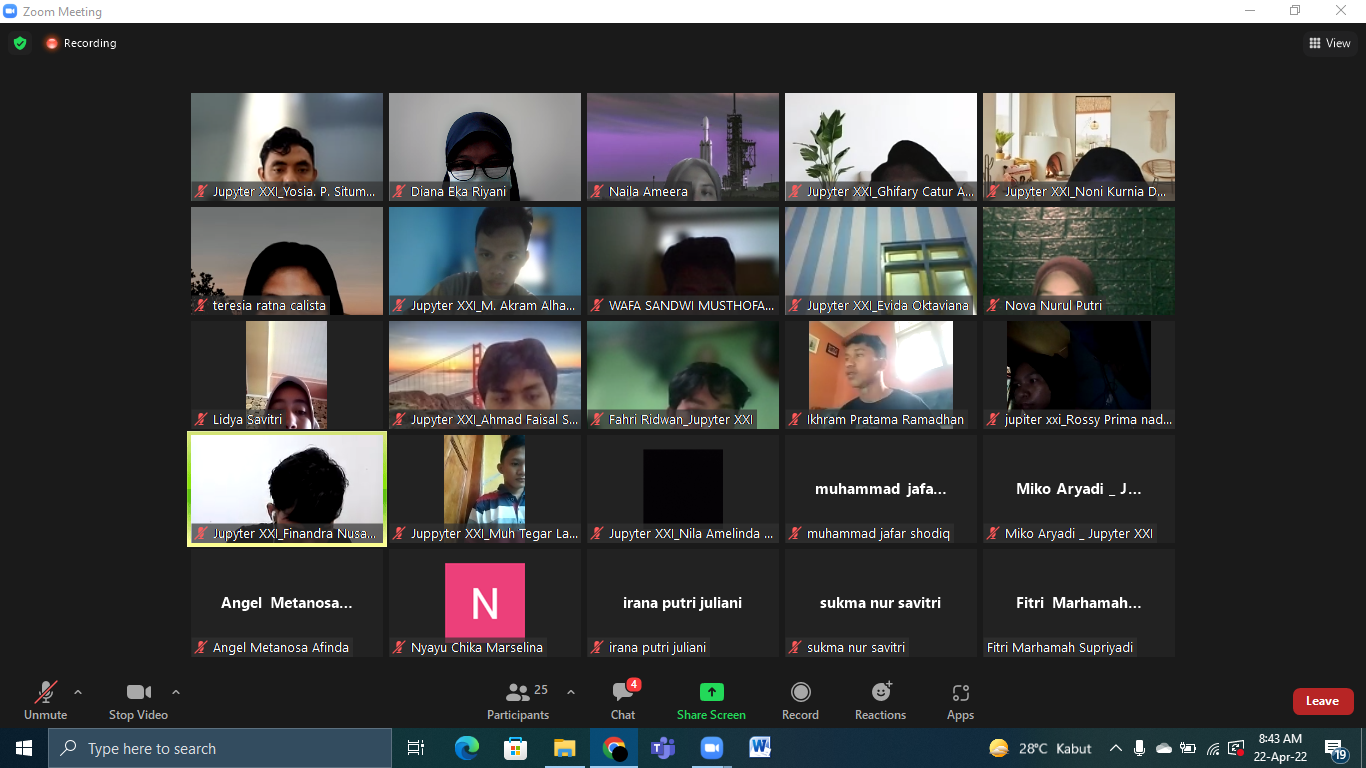 Zoom Meeting
Recording
View
Jupyter XXI_Yosia. P. Situm...
Diana Eka Riyani
Naila Ameera
Jupyter XXI_Ghifary Catur A...
Jupyter XXI_Noni Kurnia D...
teresia ratna calista
Jupyter XXI_M. Akram Alha...
WAFA SANDWI MUSTHOFA...
Jupyter XXI_Evida Oktaviana
Nova Nurul Putri
Lidya Savitri
Jupyter XXI_Ahmad Faisal S...
Fahri Ridwan_Jupyter XXI
Ikhram Pratama Ramadhan
jupiter xxi_Rossy Prima nad...
Jupyter XXI_Finandra Nusa...
Juppyter XXI_Muh Tegar La...
Jupyter XXI_Nila Amelinda ...
muhammad jafa...
muhammad jafar shodiq
Miko Aryadi _ J...
Miko Aryadi _ Jupyter XXI
Angel Metanosa...
Angel Metanosa Afinda
N
Nyayu Chika Marselina
irana putri juliani
irana putri juliani
sukma nur savitri
sukma nur savitri
Fitri Marhamah...
Fitri Marhamah Supriyadi
Unmute
Stop Video
25
Participants
4
Chat
Share Screen
Record
Reactions
Apps
Leave
Type here to search
28°C Kabut
8:43 AM
22-Apr-22
19